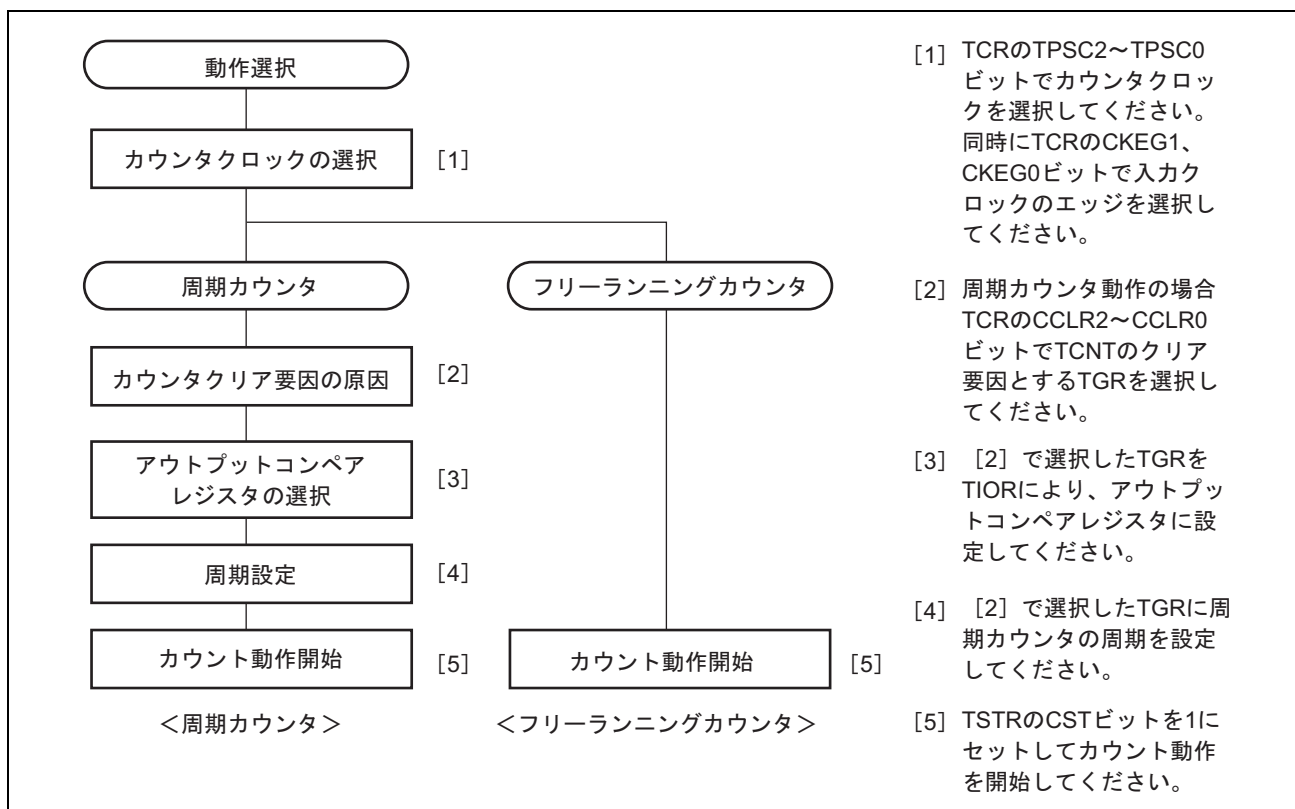 動作選択
カウンタクロックの選択 [1]
周期カウンタ
フリーランニングカウンタ
カウンタクリア要因の原因 [2]
アウトプットコンペア
レジスタの選択 [3]
周期設定 [4]
カウント動作開始 [5]
カウント動作開始 [5]
＜周期カウンタ＞
＜フリーランニングカウンタ＞
[1] TCRのTPSC2～TPSC0
ビットでカウンタクロッ
クを選択してください。
同時にTCRのCKEG1、
CKEG0ビットで入力ク
ロックのエッジを選択し
てください。
[2] 周期カウンタ動作の場合
TCRのCCLR2～CCLR0
ビットでTCNTのクリア
要因とするTGRを選択し
てください。
[3] [2]で選択したTGRを
TIORにより、アウトプッ
トコンペアレジスタに設
定してください。
[4] [2]で選択したTGRに周
期カウンタの周期を設定
してください。
[5] TSTRのCSTビットを1に
セットしてカウント動作
を開始してください。